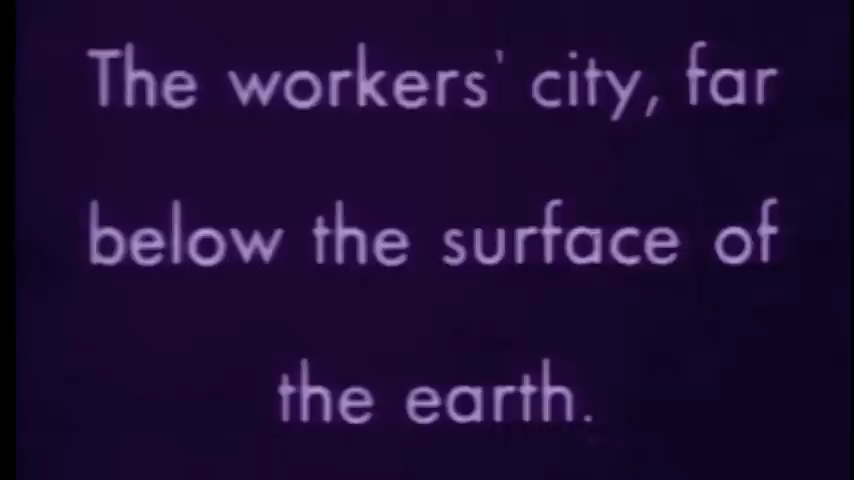 The workers' city, far
below the surface of
the earth.